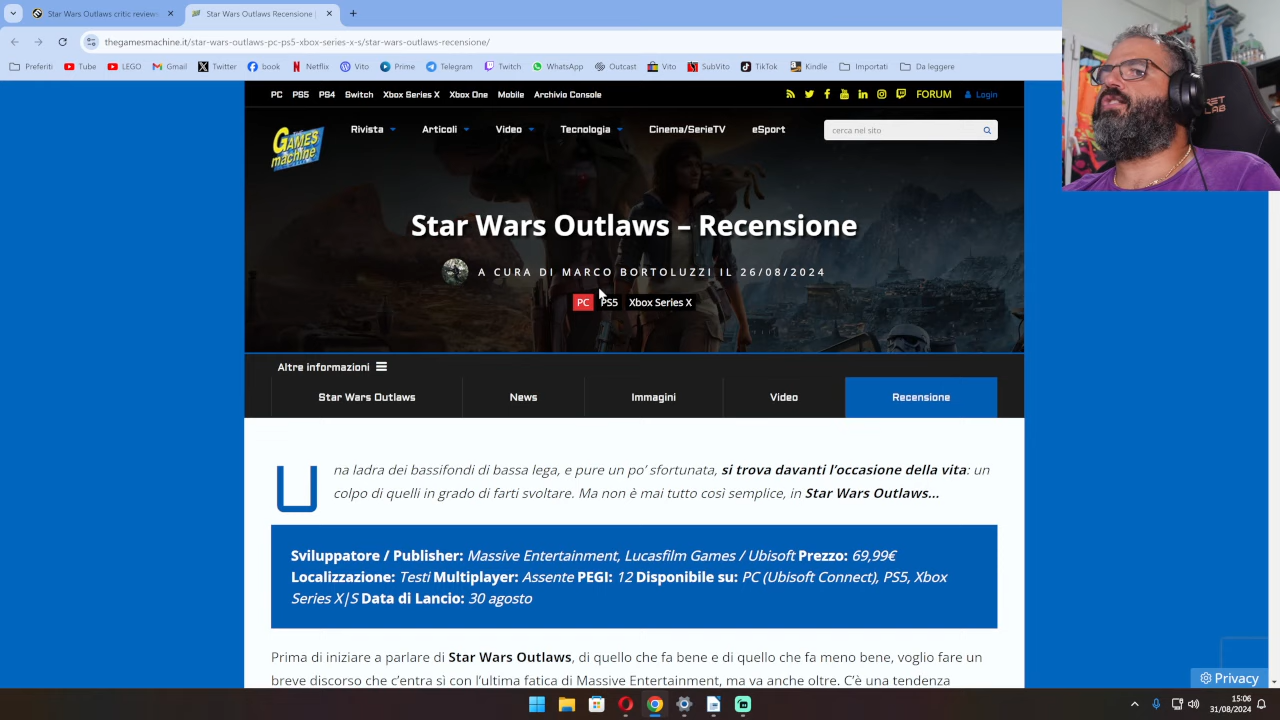 Star Wars Outlaws critic review
Star Wars Outlaws Recensione |
thegamesmachine.it/star-wars-outlaws-pc-ps5-xbox-series-x-s/star-wars-outlaws-recensione/
Preferiti Tube LEGO Gmail Twitter book Netflix Vito Prime Telegram Twitch WhatsApp Outcast Vito SubVito TikTok Kindle Importati Da leggere
PC PS5 PS4 Switch Xbox Series X Xbox One Mobile Archivio Console FORUM Login
GAMES machine
Rivista Articoli Video Tecnologia Cinema/SerieTV eSport cerca nel sito
Star Wars Outlaws – Recensione
A CURA DI MARCO BORTOLUZZI IL 26/08/2024
PC PS5 Xbox Series X
Altre informazioni
Star Wars Outlaws News Immagini Video Recensione
Una ladra dei bassifondi di bassa lega, e pure un po’ sfortunata, si trova davanti l’occasione della vita: un
colpo di quelli in grado di farti svoltare. Ma non è mai tutto così semplice, in Star Wars Outlaws…
Sviluppatore / Publisher: Massive Entertainment, Lucasfilm Games / Ubisoft Prezzo: 69,99€
Localizzazione: Testi Multiplayer: Assente PEGI: 12 Disponibile su: PC (Ubisoft Connect), PS5, Xbox
Series X|S Data di Lancio: 30 agosto
Prima di iniziare a parlare di Star Wars Outlaws, di quello che fa bene e di quello che fa meno bene, voglio fare un
breve discorso che c’entra sì con l’ultima fatica di Massive Entertainment, ma va anche oltre. C’è una tendenza
Privacy
15:06
31/08/2024